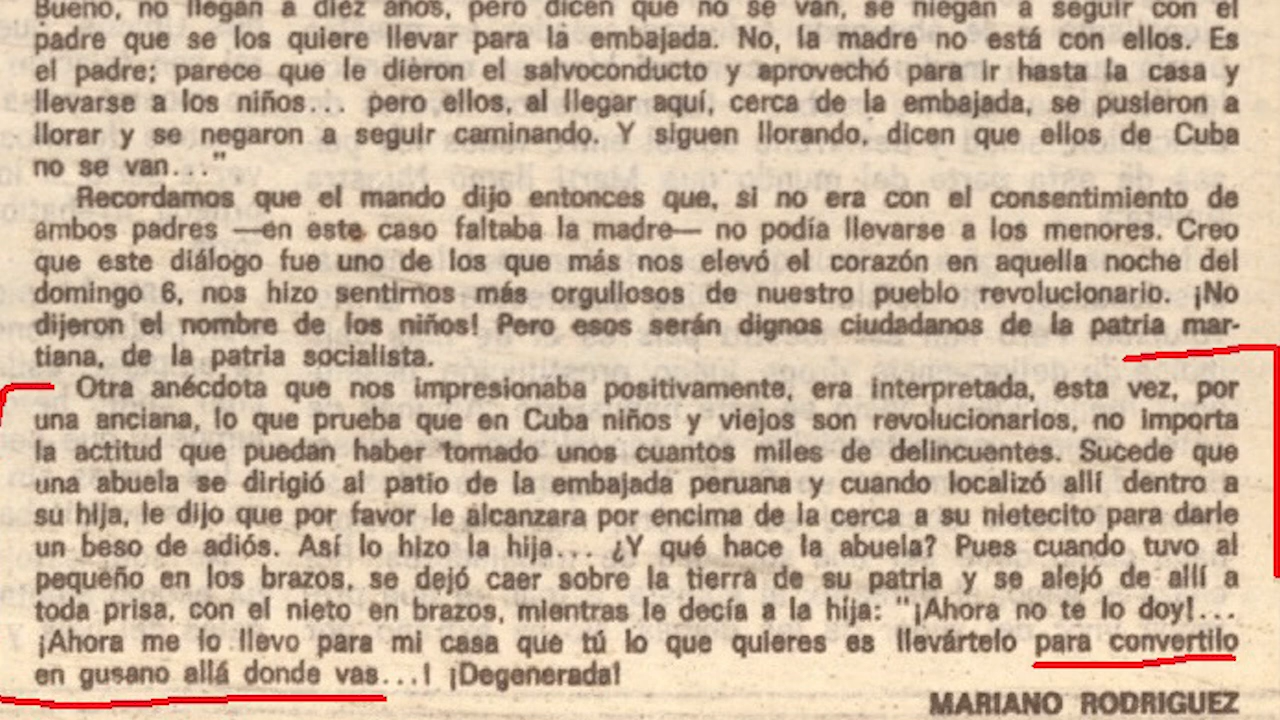 Bueno, no llegan a diez años, pero dicen que no se van, se niegan a seguir con el
padre que se los quiere llevar para la embajada. No, la madre no está con ellos. Es
el padre; parece que le dieron el salvoconducto y aprovechó para ir hasta la casa y
llevarse a los niños... pero ellos, al llegar aquí, cerca de la embajada, se pusieron a
llorar y se negaron a seguir caminando. Y siguen llorando, dicen que ellos de Cuba
no se van..."
Recordamos que el mando dijo entonces que, si no era con el consentimiento de
ambos padres —en este caso faltaba la madre— no podía llevarse a los menores. Creo
que este diálogo fue uno de los que más nos elevó el corazón en aquella noche del
domingo 6, nos hizo sentirnos más orgullosos de nuestro pueblo revolucionario. ¡No
dijeron el nombre de los niños! Pero esos serán dignos ciudadanos de la patria mar-
tiana, de la patria socialista.
Otra anécdota que nos impresionaba positivamente, era interpretada, esta vez, por
una anciana, lo que prueba que en Cuba niños y viejos son revolucionarios, no importa
la actitud que puedan haber tomado unos cuantos miles de delincuentes. Sucede que
una abuela se dirigió al patio de la embajada peruana y cuando localizó allí dentro a
su hija, le dijo que por favor le alcanzara por encima de la cerca a su nietecito para darle
un beso de adiós. Así lo hizo la hija... ¿Y qué hace la abuela? Pues cuando tuvo al
pequeño en los brazos, se dejó caer sobre la tierra de su patria y se alejó de allí a
toda prisa, con el nieto en brazos, mientras le decía a la hija: "¡Ahora no te lo doy!...
¡Ahora me lo llevo para mi casa que tú lo que quieres es llevártelo para convertilo
en gusano allá donde vas...! ¡Degenerada!
MARIANO RODRIGUEZ